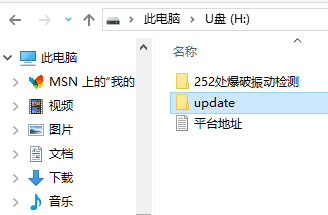 此电脑 > U盘 (H:)
此电脑
MSN 上的"我的
视频
图片
文档
下载
音乐
名称
252处爆破振动检测
update
平台地址